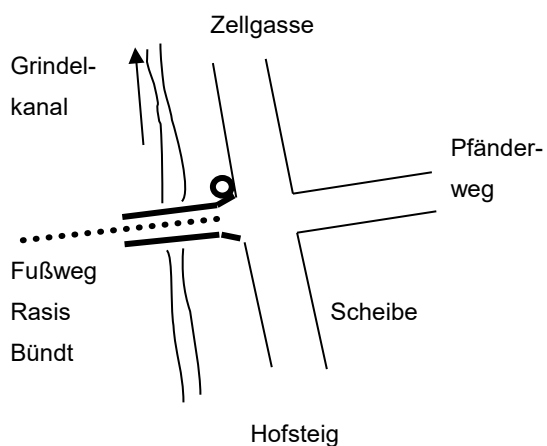 Zellgasse
Grindel-
kanal
Pfänder-
weg
Fußweg
Rasis
Bündt
Scheibe
Hofsteig